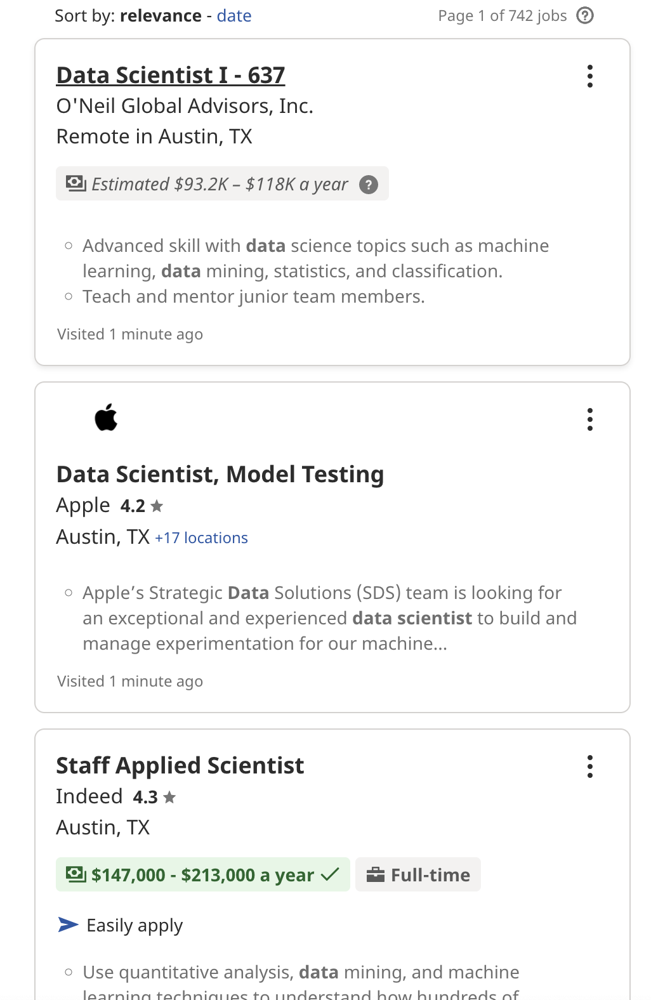 Sort by: relevance - date
Page 1 of 742 jobs
Data Scientist I - 637
O'Neil Global Advisors, Inc.
Remote in Austin, TX
Estimated $93.2K – $118K a year
Advanced skill with data science topics such as machine
learning, data mining, statistics, and classification.
Teach and mentor junior team members.
Visited 1 minute ago
Data Scientist, Model Testing
Apple 4.2
Austin, TX +17 locations
Apple’s Strategic Data Solutions (SDS) team is looking for
an exceptional and experienced data scientist to build and
manage experimentation for our machine...
Visited 1 minute ago
Staff Applied Scientist
Indeed 4.3
Austin, TX
$147,000 - $213,000 a year
Full-time
Easily apply
Use quantitative analysis, data mining, and machine
learning techniques to understand how hundreds of